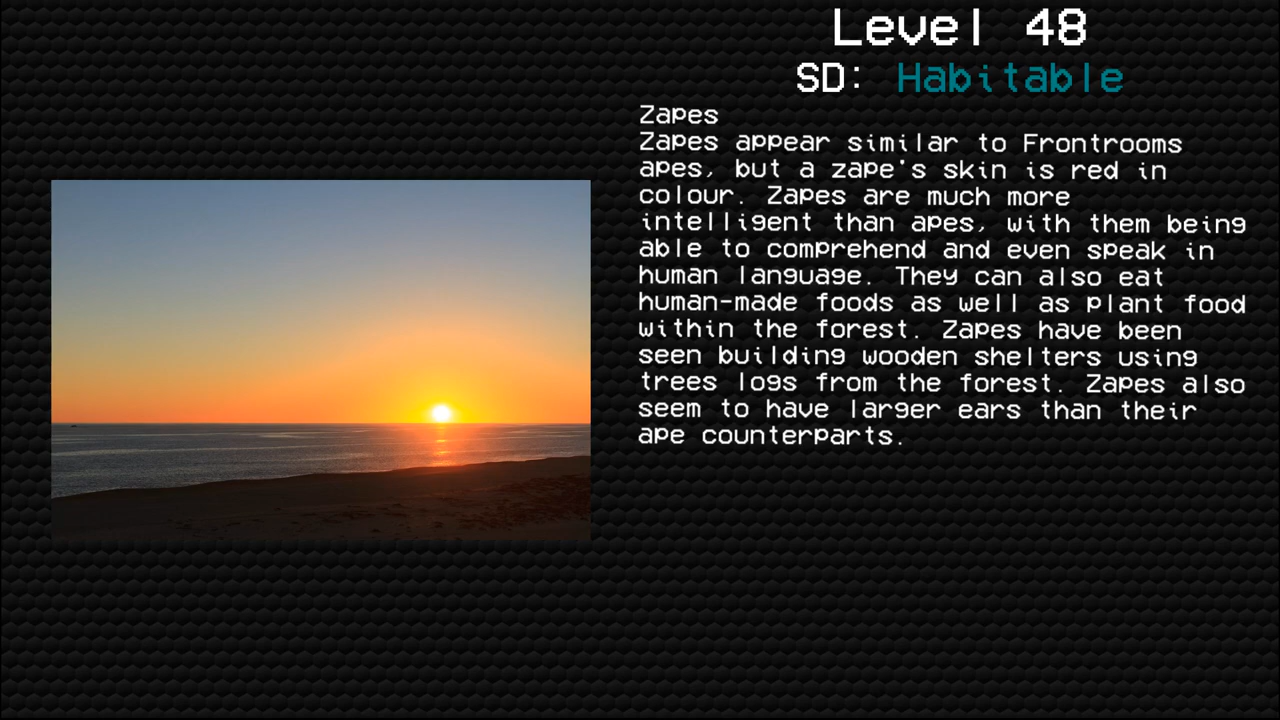 Level 48
SD: Habitable
Zapes
Zapes appear similar to Frontrooms
apes, but a zape's skin is red in
colour. Zapes are much more
intelligent than apes, with them being
able to comprehend and even speak in
human language. They can also eat
human-made foods as well as plant food
within the forest. Zapes have been
seen building wooden shelters using
trees logs from the forest. Zapes also
seem to have larger ears than their
ape counterparts.